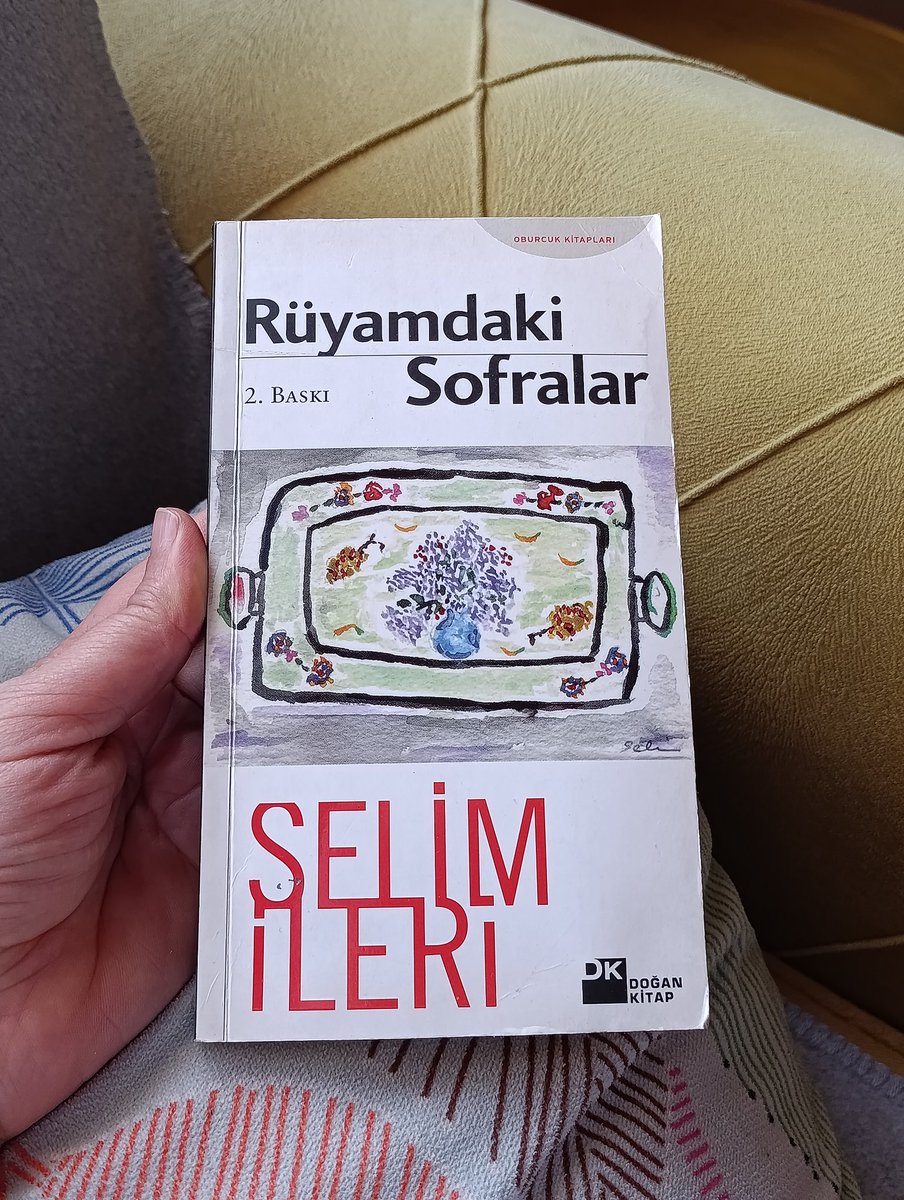 OBURCUK KİTAPLARI
Rüyamdaki
Sofralar
2. BASKI
SELİM
İLERİ
DK
DOĞAN
KİTAP